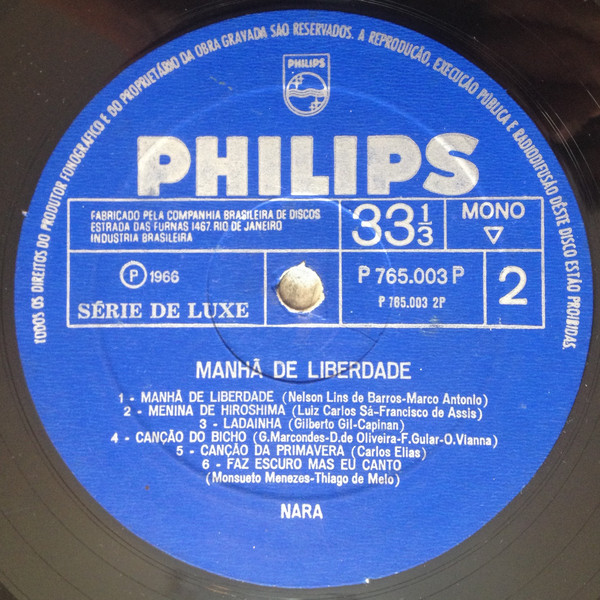 TODOS OS DIREITOS DO PRODUTOR FONOGRÁFICO E DO PROPRIETÁRIO DA OBRA GRAVADA SÃO RESERVADOS. A REPRODUÇÃO, EXECUÇÃO PÚBLICA E RADIODIFUSÃO DÊSTE DISCO ESTÃO PROIBIDAS
PHILIPS
PHILIPS
FABRICADO PELA COMPANHIA BRASILEIRA DE DISCOS
ESTRADA DAS FURNAS 1467. RIO DE JANEIRO
INDUSTRIA BRASILEIRA
33 1/3
MONO
P 1966
SÉRIE DE LUXE
P 765.003 P
P 765.003 2P
2
MANHÃ DE LIBERDADE
1 - MANHÃ DE LIBERDADE (Nelson Lins de Barros-Marco Antonio)
2 - MENINA DE HIROSHIMA (Luiz Carlos Sá-Francisco de Assis)
3 - LADAINHA (Gilberto Gil-Capinan)
4 - CANÇÃO DO BICHO (G.Marcondes-D.de Oliveira-F.Gular-O.Vianna)
5 - CANÇÃO DA PRIMAVERA (Carlos Elias)
6 - FAZ ESCURO MAS EU CANTO
(Monsueto Menezes-Thiago de Melo)
NARA